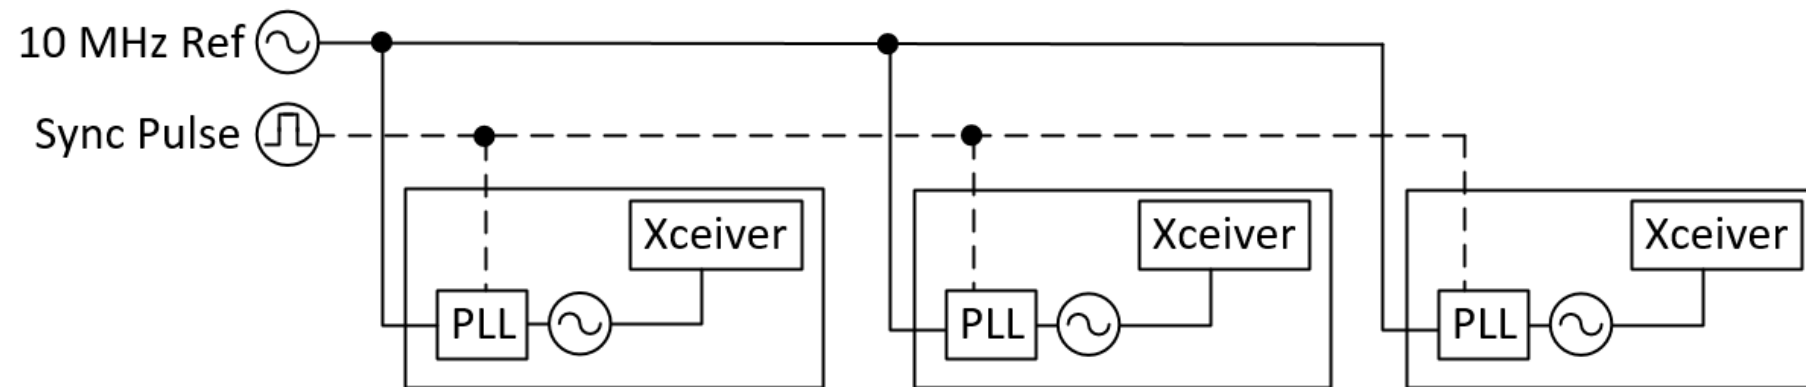 10 MHz Ref
Sync Pulse
Xceiver
Xceiver
Xceiver
PLL
PLL
PLL